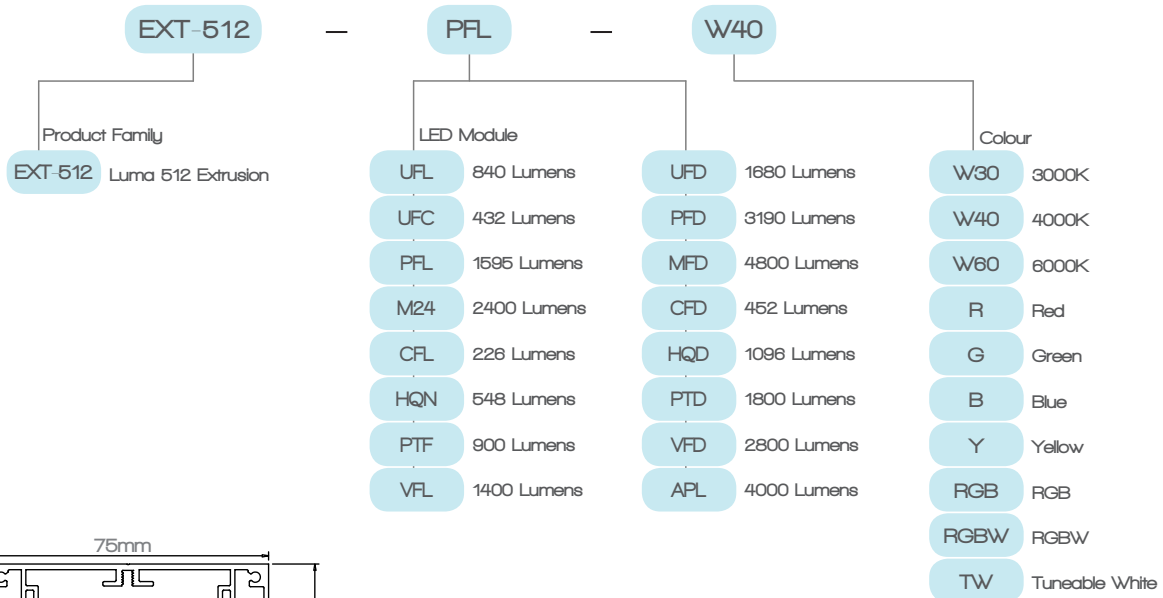 EXT-512 – PFL – W40
Product Family
EXT-512 Luma 512 Extrusion
LED Module
UFL 840 Lumens
UFC 432 Lumens
PFL 1595 Lumens
M24 2400 Lumens
CFL 226 Lumens
HQN 548 Lumens
PTF 900 Lumens
VFL 1400 Lumens
UFD 1680 Lumens
PFD 3190 Lumens
MFD 4800 Lumens
CFD 452 Lumens
HQD 1096 Lumens
PTD 1800 Lumens
VFD 2800 Lumens
APL 4000 Lumens
Colour
W30 3000K
W40 4000K
W60 6000K
R Red
G Green
B Blue
Y Yellow
RGB RGB
RGBW RGBW
TW Tuneable White
75mm